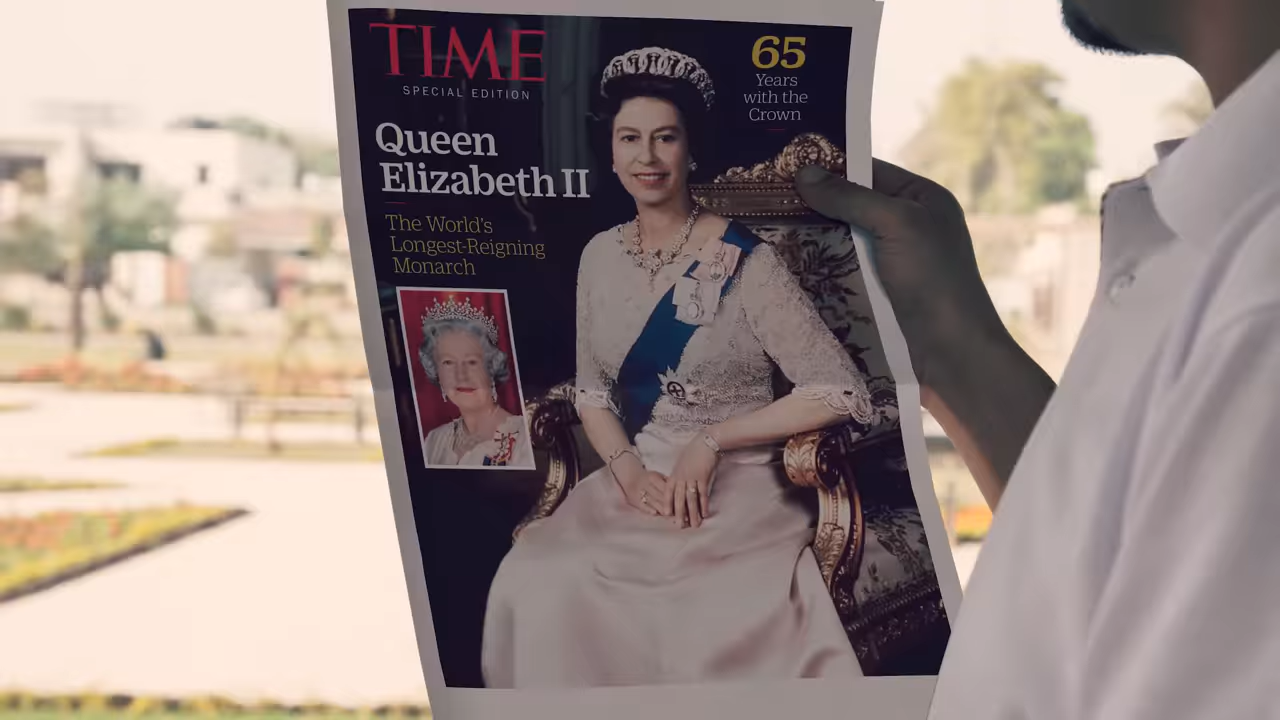 TIME
SPECIAL EDITION
Queen
Elizabeth II
The World's
Longest-Reigning
Monarch
65
Years
with the
Crown